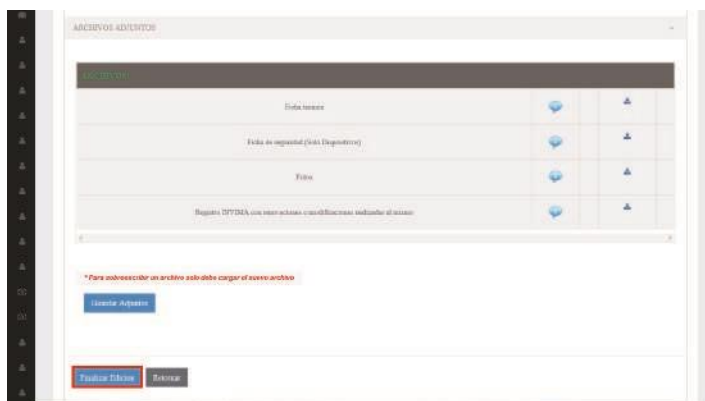 ARCHIVOS ADJUNTOS
ARCHIVOS
Ficha tecnica
Ficha de seguridad (Solo Dispositivos)
Fotos
Registro INVIMA con renovaciones o modificaciones realizadas al mismo
* Para sobreescribir un archivo solo debe cargar el nuevo archivo
Guardar Adjuntos
Finalizar Edicion
Retornar